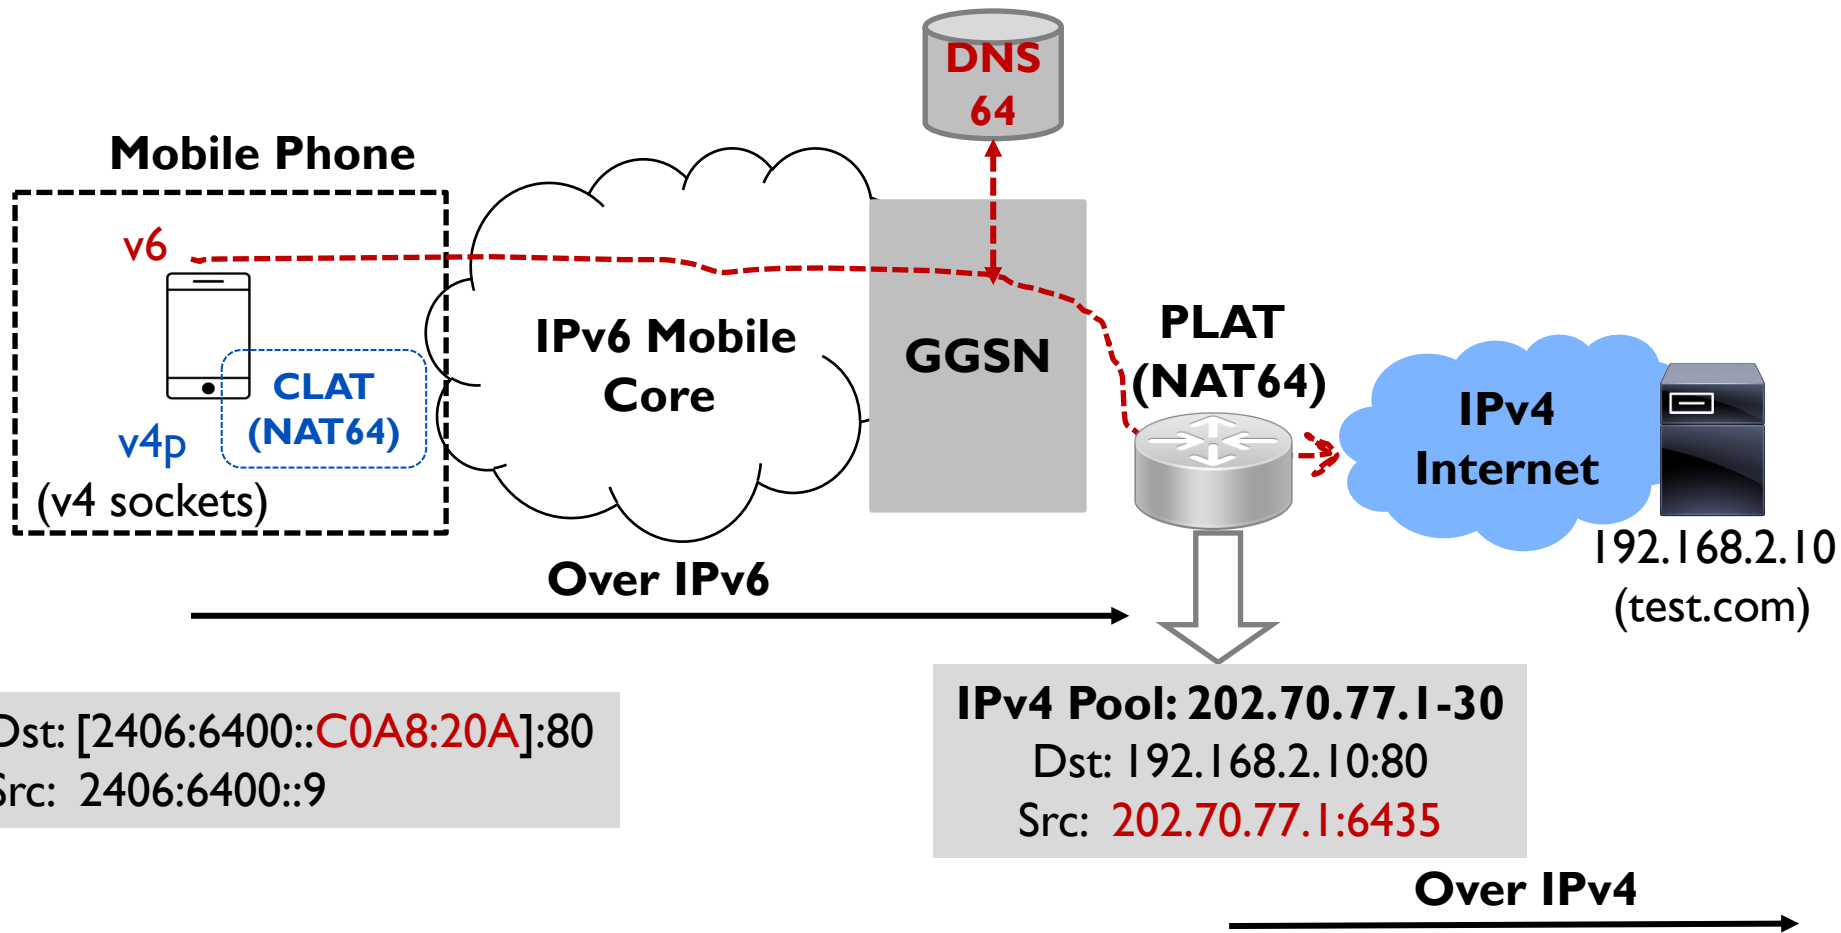 DNS
64
Mobile Phone
v6
CLAT
(NAT64)
v4p
(v4 sockets)
IPv6 Mobile
Core
GGSN
PLAT
(NAT64)
IPv4
Internet
192.168.2.10
(test.com)
Over IPv6
Dst: [2406:6400::C0A8:20A]:80
Src: 2406:6400::9
IPv4 Pool: 202.70.77.1-30
Dst: 192.168.2.10:80
Src: 202.70.77.1:6435
Over IPv4